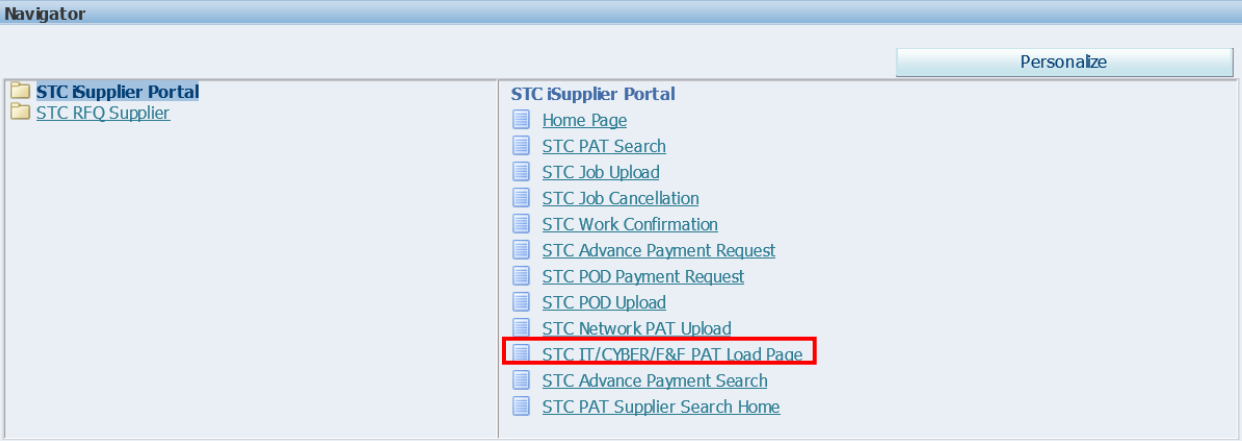 Navigator
Personalize
STC iSupplier Portal
STC RFQ Supplier
STC iSupplier Portal
Home Page
STC PAT Search
STC Job Upload
STC Job Cancellation
STC Work Confirmation
STC Advance Payment Request
STC POD Payment Request
STC POD Upload
STC Network PAT Upload
STC IT/CYBER/F&F PAT Load Page
STC Advance Payment Search
STC PAT Supplier Search Home